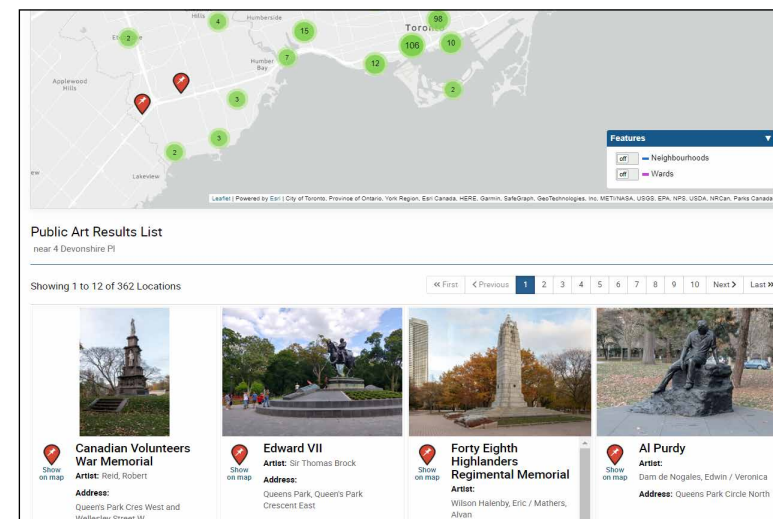 Hills
4
Humberside
15
98
Toro
106
10
2
Humber
Bay
7
12
Applewood
Hills
3
2
3
2
Lakeview
ew
Features
off
Neighbourhoods
off
Wards
Leaflet | Powered by Esri | City of Toronto, Province of Ontario, York Region, Esri Canada, HERE, Garmin, SafeGraph, GeoTechnologies, Inc, METI/NASA, USGS, EPA, NPS, USDA, NRCan, Parks Canada
Public Art Results List
near 4 Devonshire Pl
Showing 1 to 12 of 362 Locations
« First < Previous 1 2 3 4 5 6 7 8 9 10 Next > Last »
Show
on map
Canadian Volunteers
War Memorial
Artist: Reid, Robert
Address:
Queen's Park Cres West and
Wellesley Street W
Show
on map
Edward VII
Artist: Sir Thomas Brock
Address:
Queens Park, Queen's Park
Crescent East
Show
on map
Forty Eighth
Highlanders
Regimental Memorial
Artist:
Wilson Halenby, Eric / Mathers,
Alvan
Show
on map
Al Purdy
Artist:
Dam de Nogales, Edwin / Veronica
Address: Queens Park Circle North